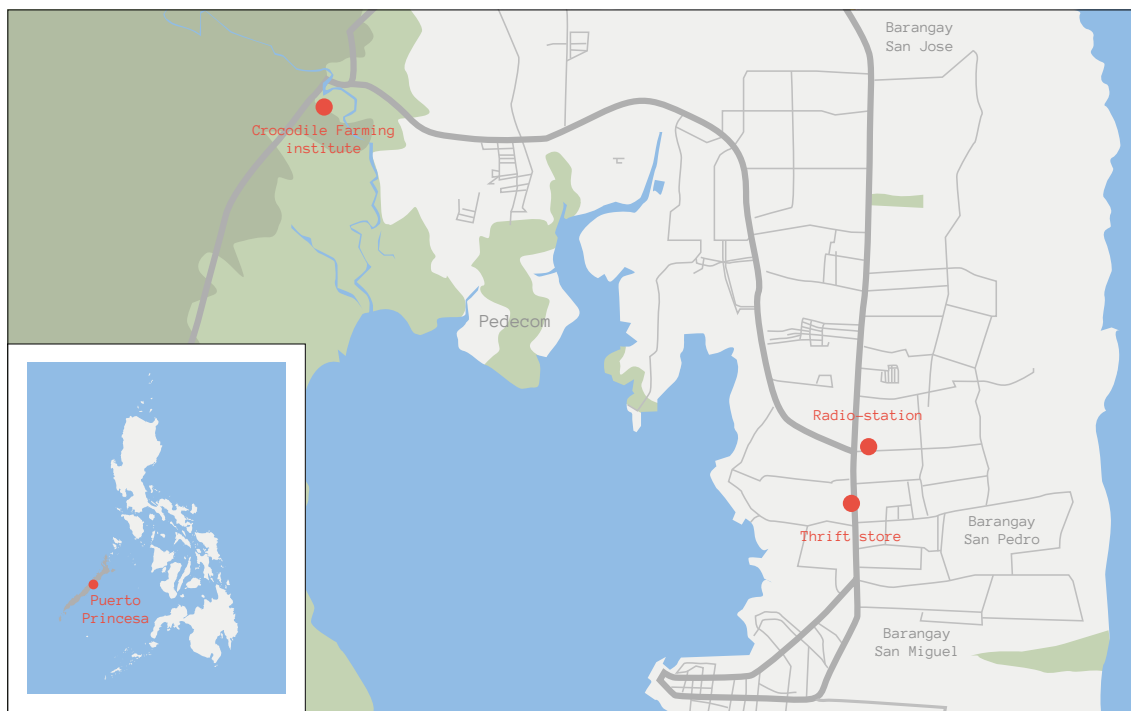 Barangay
San Jose
Crocodile Farming
institute
Pedecom
Radio-station
Thrift store
Barangay
San Pedro
Puerto
Princesa
Barangay
San Miguel